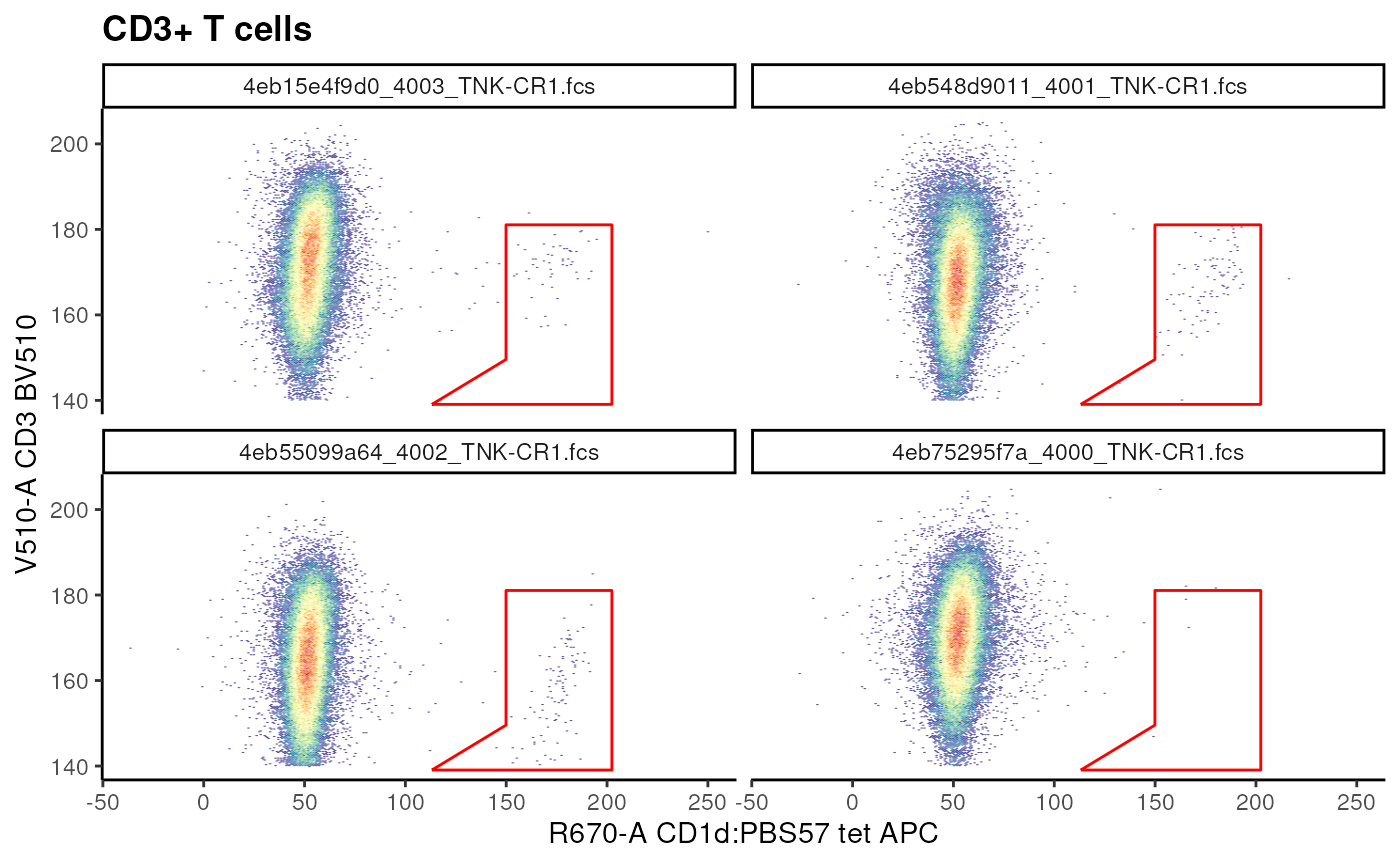 CD3+ T cells
4eb15e4f9d0_4003_TNK-CR1.fcs
4eb548d9011_4001_TNK-CR1.fcs
200
180
160
140
4eb55099a64_4002_TNK-CR1.fcs
4eb75295f7a_4000_TNK-CR1.fcs
200
180
160
140
V510-A CD3 BV510
-50 0 50 100 150 200 250 -50 0 50 100 150 200 250
R670-A CD1d:PBS57 tet APC